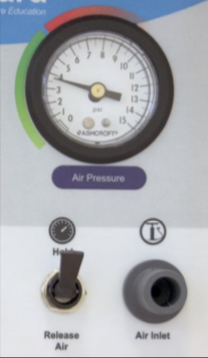 re Education
0
1
2
3
4
5
6
7
8
9
10
11
12
13
14
15
psi
ASHCROFT®
Air Pressure
Release
Air
Air Inlet